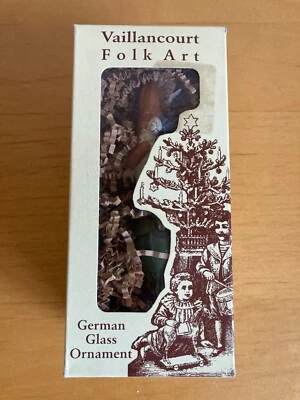 Vaillancourt
Folk Art
German
Glass
Ornament